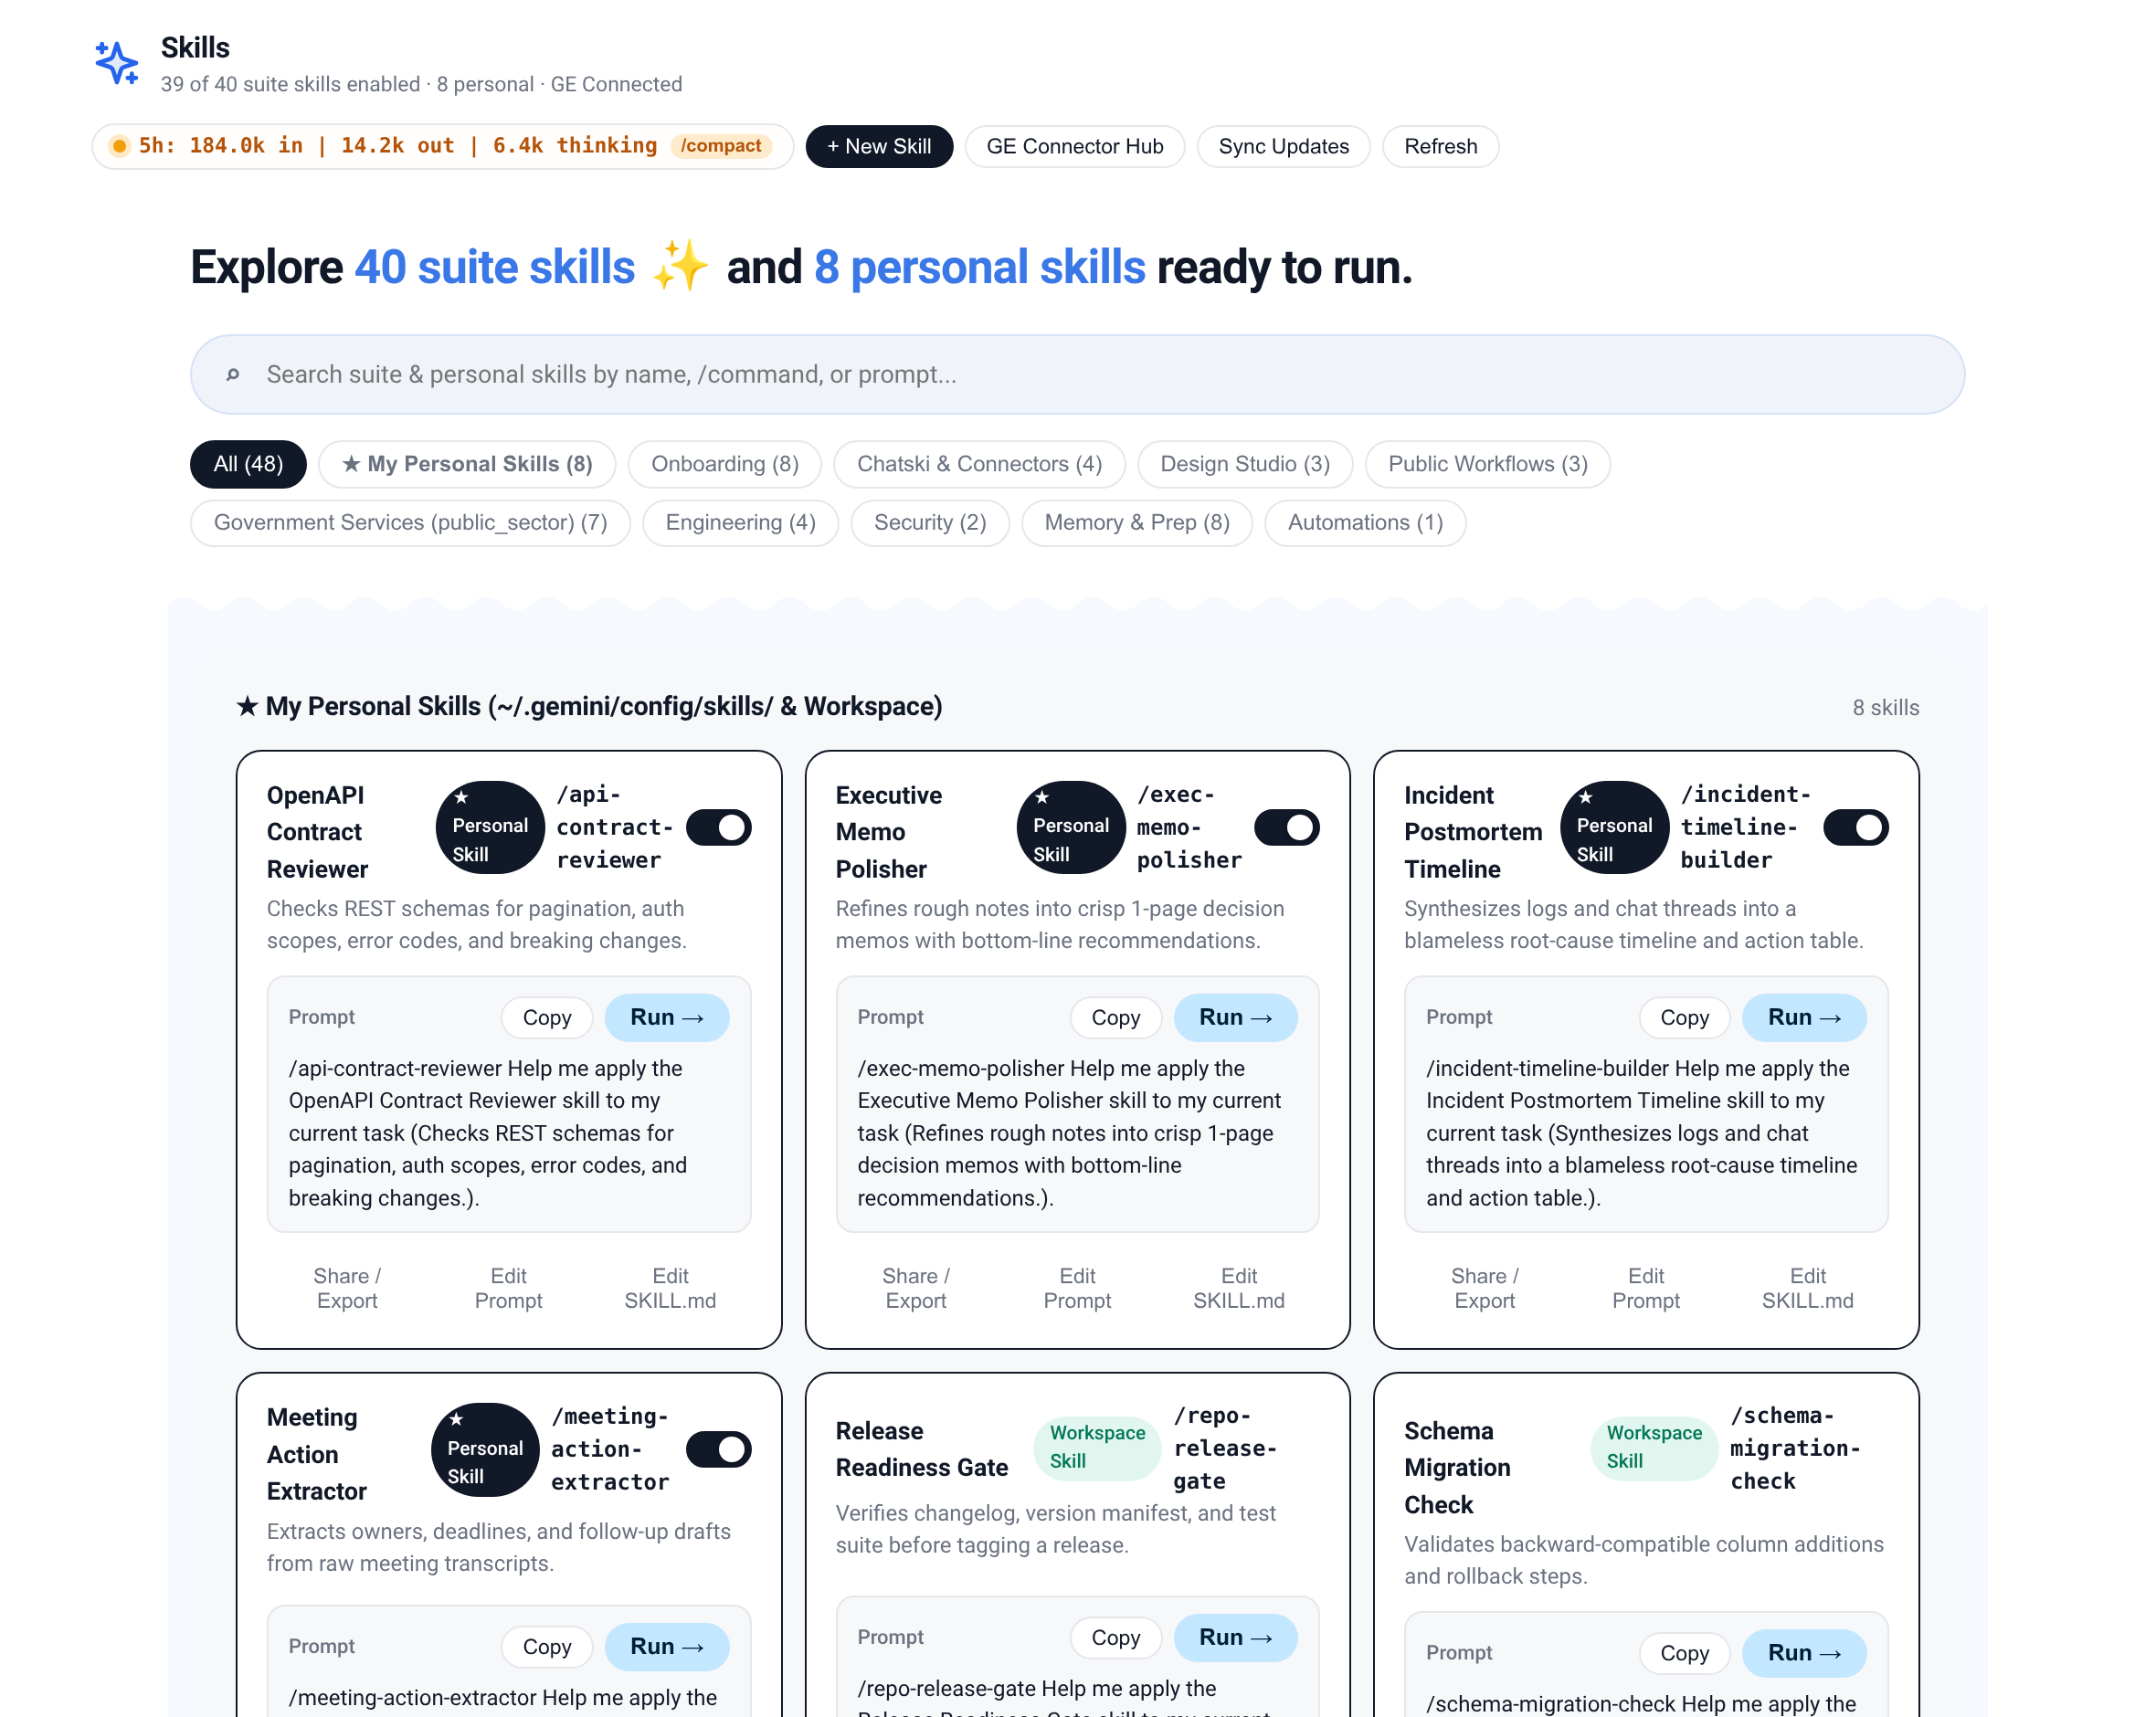 Skills
39 of 40 suite skills enabled · 8 personal · GE Connected
5h: 184.0k in | 14.2k out | 6.4k thinking /compact
+ New Skill
GE Connector Hub
Sync Updates
Refresh
Explore 40 suite skills ✨ and 8 personal skills ready to run.
Search suite & personal skills by name, /command, or prompt...
All (48)
★ My Personal Skills (8)
Onboarding (8)
Chatski & Connectors (4)
Design Studio (3)
Public Workflows (3)
Government Services (public_sector) (7)
Engineering (4)
Security (2)
Memory & Prep (8)
Automations (1)
★ My Personal Skills (~/.gemini/config/skills/ & Workspace)
8 skills
OpenAPI
Contract
Reviewer
★
Personal
Skill
/api-
contract-
reviewer
Checks REST schemas for pagination, auth
scopes, error codes, and breaking changes.
Prompt
Copy
Run →
/api-contract-reviewer Help me apply the
OpenAPI Contract Reviewer skill to my
current task (Checks REST schemas for
pagination, auth scopes, error codes, and
breaking changes.).
Share /
Export
Edit
Prompt
Edit
SKILL.md
Executive
Memo
Polisher
★
Personal
Skill
/exec-
memo-
polisher
Refines rough notes into crisp 1-page decision
memos with bottom-line recommendations.
Prompt
Copy
Run →
/exec-memo-polisher Help me apply the
Executive Memo Polisher skill to my current
task (Refines rough notes into crisp 1-page
decision memos with bottom-line
recommendations.).
Share /
Export
Edit
Prompt
Edit
SKILL.md
Incident
Postmortem
Timeline
★
Personal
Skill
/incident-
timeline-
builder
Synthesizes logs and chat threads into a
blameless root-cause timeline and action table.
Prompt
Copy
Run →
/incident-timeline-builder Help me apply the
Incident Postmortem Timeline skill to my
current task (Synthesizes logs and chat
threads into a blameless root-cause timeline
and action table.).
Share /
Export
Edit
Prompt
Edit
SKILL.md
Meeting
Action
Extractor
★
Personal
Skill
/meeting-
action-
extractor
Extracts owners, deadlines, and follow-up drafts
from raw meeting transcripts.
Prompt
Copy
Run →
/meeting-action-extractor Help me apply the
Release
Readiness Gate
Workspace
Skill
/repo-
release-
gate
Verifies changelog, version manifest, and test
suite before tagging a release.
Prompt
Copy
Run →
/repo-release-gate Help me apply the
Release Readiness Gate skill to my current
Schema
Migration
Check
Workspace
Skill
/schema-
migration-
check
Validates backward-compatible column additions
and rollback steps.
Prompt
Copy
Run →
/schema-migration-check Help me apply the